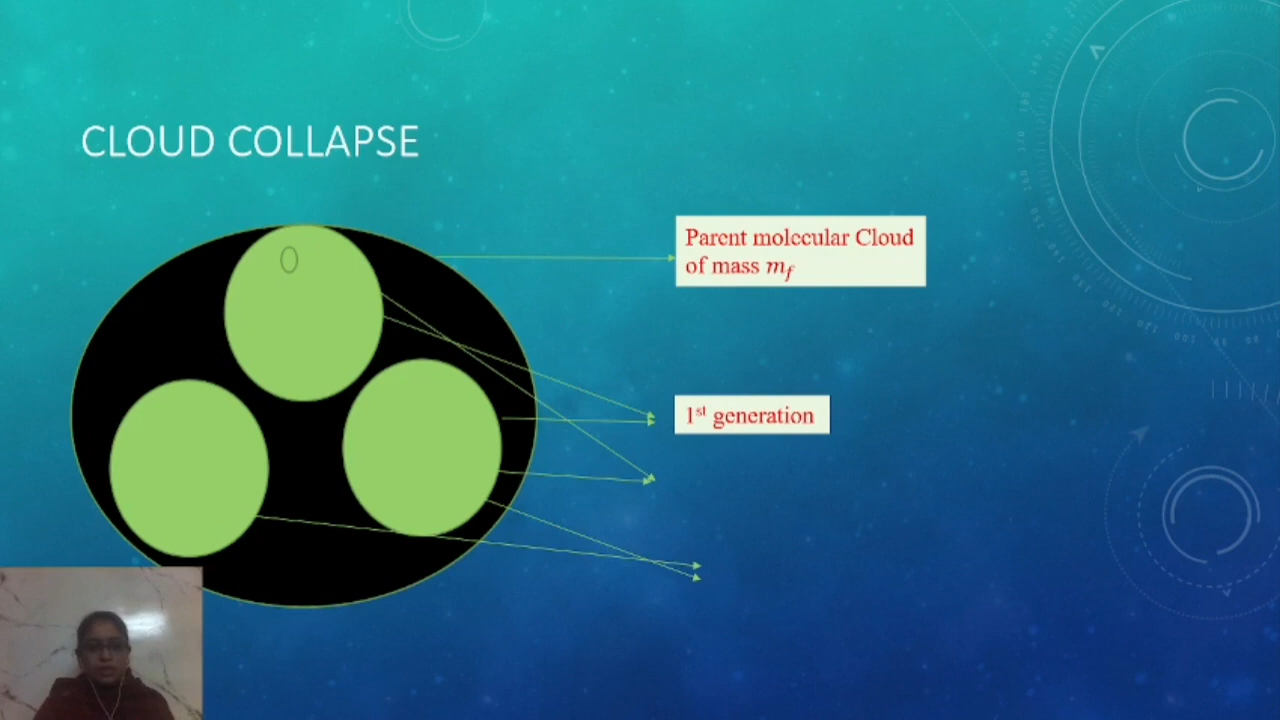 CLOUD COLLAPSE
Parent molecular Cloud
of mass m_f
1st generation